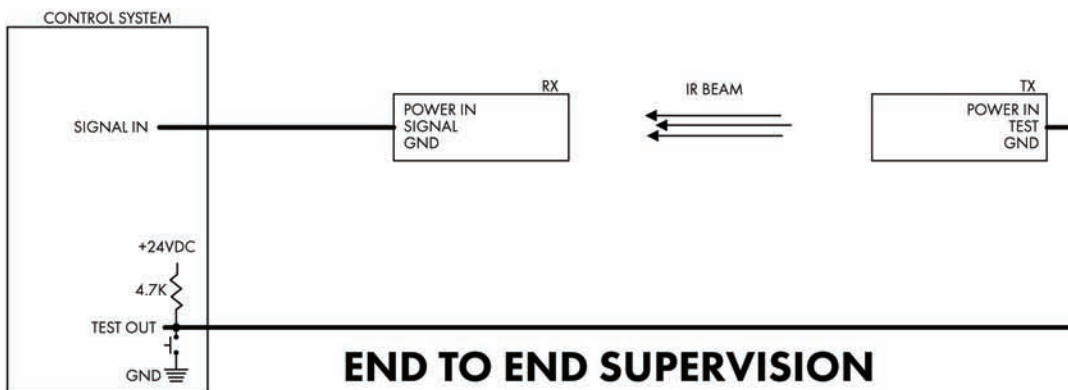 CONTROL SYSTEM
RX
IR BEAM
TX
POWER IN
SIGNAL
GND
POWER IN
TEST
GND
SIGNAL IN
+24VDC
4.7K
TEST OUT
GND
END TO END SUPERVISION